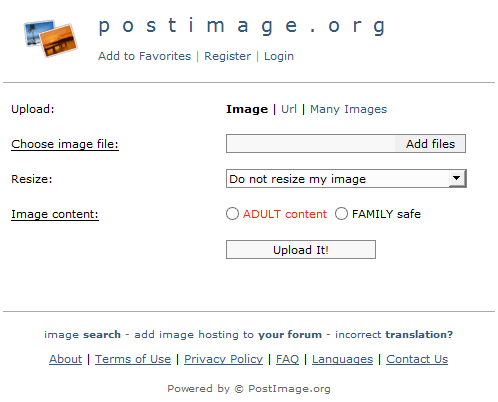 postimage.org
Add to Favorites | Register | Login
Upload: Image | Url | Many Images
Choose image file: Add files
Resize: Do not resize my image
Image content: ADULT content FAMILY safe
Upload It!
image search - add image hosting to your forum - incorrect translation?
About | Terms of Use | Privacy Policy | FAQ | Languages | Contact Us
Powered by © PostImage.org